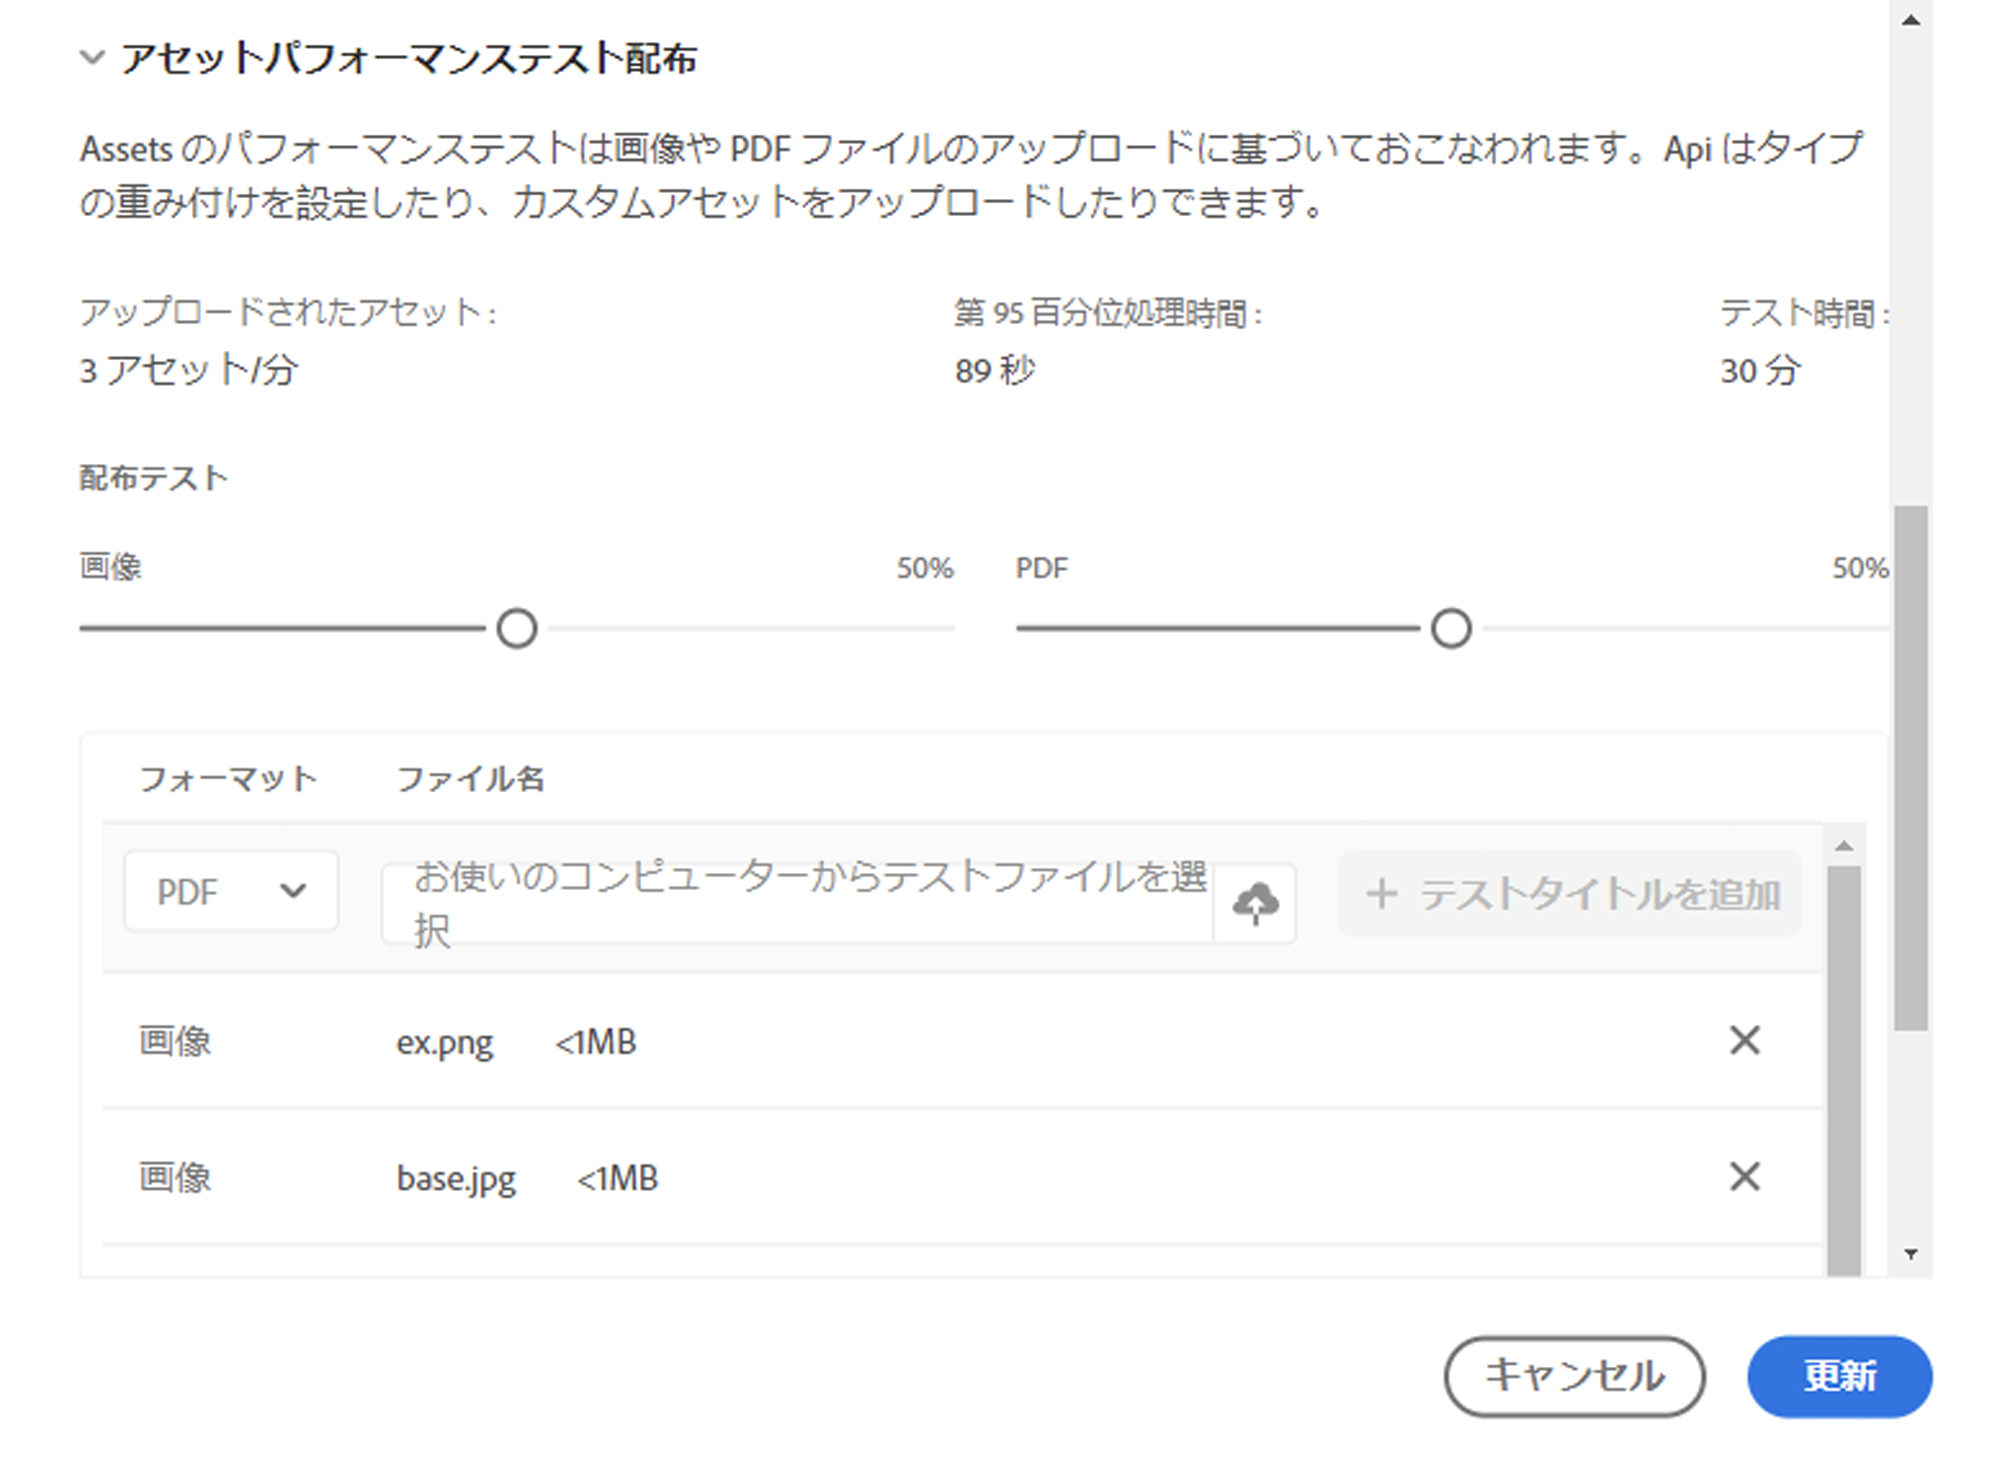 アセットパフォーマンステスト配布
Assets のパフォーマンステストは画像や PDF ファイルのアップロードに基づいておこなわれます。Api はタイプ
の重み付けを設定したり、カスタムアセットをアップロードしたりできます。
アップロードされたアセット : 第 95 百分位処理時間 : テスト時間 :
3 アセット/分 89 秒 30 分
配布テスト
画像 50% PDF 50%
フォーマット ファイル名
PDF お使いのコンピューターからテストファイルを選
択 + テストタイトルを追加
画像 ex.png <1MB
画像 base.jpg <1MB
キャンセル 更新